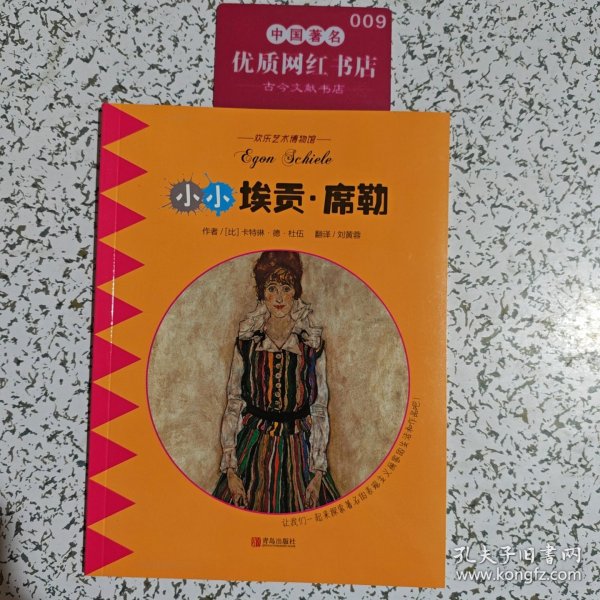 009
中国著名
优质网红书店
古今文献书店
欢乐艺术博物馆
Egon Schiele
小小埃贡·席勒
作者/[比]卡特琳·德·杜伍 翻译/刘黄蓉
让我们一起来探索著名的表现主义画家的生活和作品吧!
青岛出版社
孔夫子旧书网
www.kongfz.com